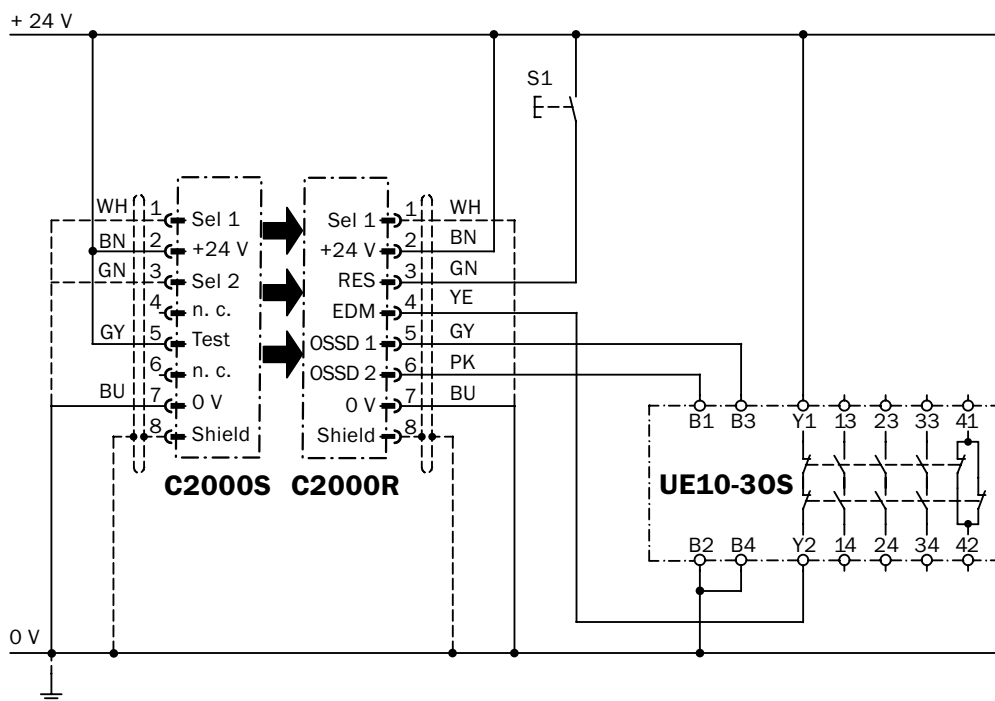 + 24 V
S1
WH 1 Sel 1
BN 2 +24 V
GN 3 Sel 2
4 n. c.
GY 5 Test
6 n. c.
BU 7 0 V
8 Shield
C2000S
Sel 1 1 WH
+24 V 2 BN
RES 3 GN
EDM 4 YE
OSSD 1 5 GY
OSSD 2 6 PK
0 V 7 BU
Shield 8
C2000R
B1 B3 Y1 13 23 33 41
UE10-3OS
B2 B4 Y2 14 24 34 42
0 V